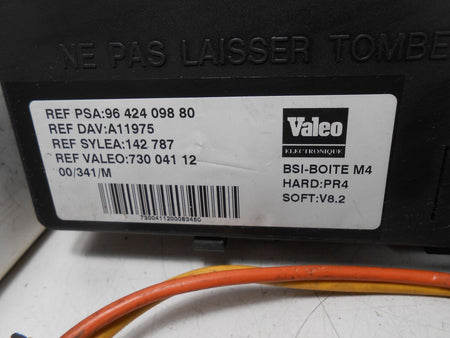 NE PAS LAISSER TOMBE
REF PSA:96 424 098 80
REF DAV:A11975
REF SYLEA:142 787
REF VALEO:730 041 12
00/341/M
7300411200083450
Valeo
ELECTRONIQUE
BSI-BOITE M4
HARD:PR4
SOFT:V8.2